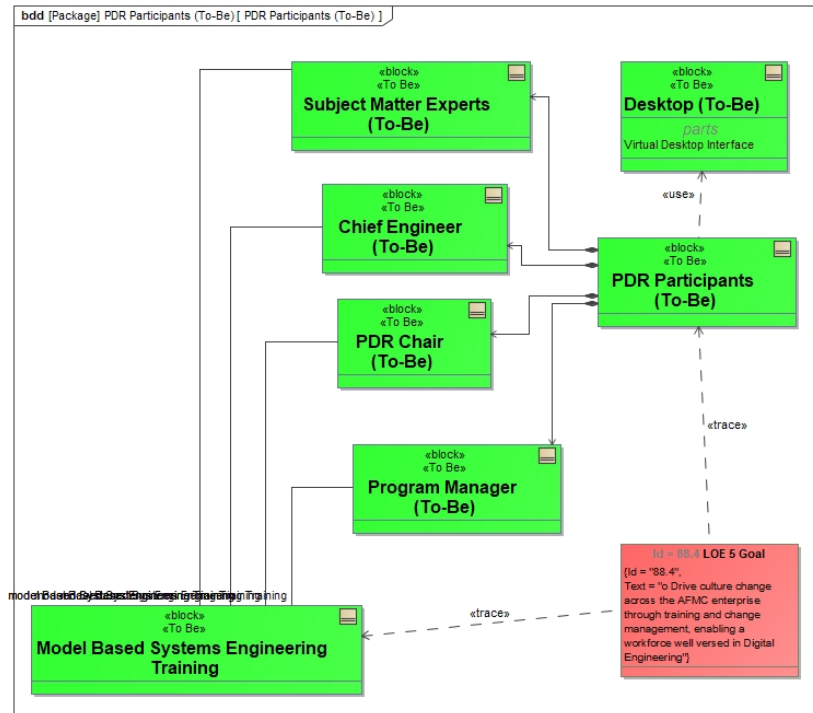 bdd [Package] PDR Participants (To-Be) [ PDR Participants (To-Be) ]
«block»
«To Be»
Subject Matter Experts
(To-Be)
«block»
«To Be»
Desktop (To-Be)
parts
Virtual Desktop Interface
«use»
«block»
«To Be»
Chief Engineer
(To-Be)
«block»
«To Be»
PDR Participants
(To-Be)
«block»
«To Be»
PDR Chair
(To-Be)
«trace»
«block»
«To Be»
Program Manager
(To-Be)
Id = 88.4 LOE 5 Goal
{Id = "88.4",
Text = "o Drive culture change
across the AFMC enterprise
through training and change
management, enabling a
workforce well versed in Digital
Engineering"}
«trace»
Training
«block»
«To Be»
Model Based Systems Engineering
Training